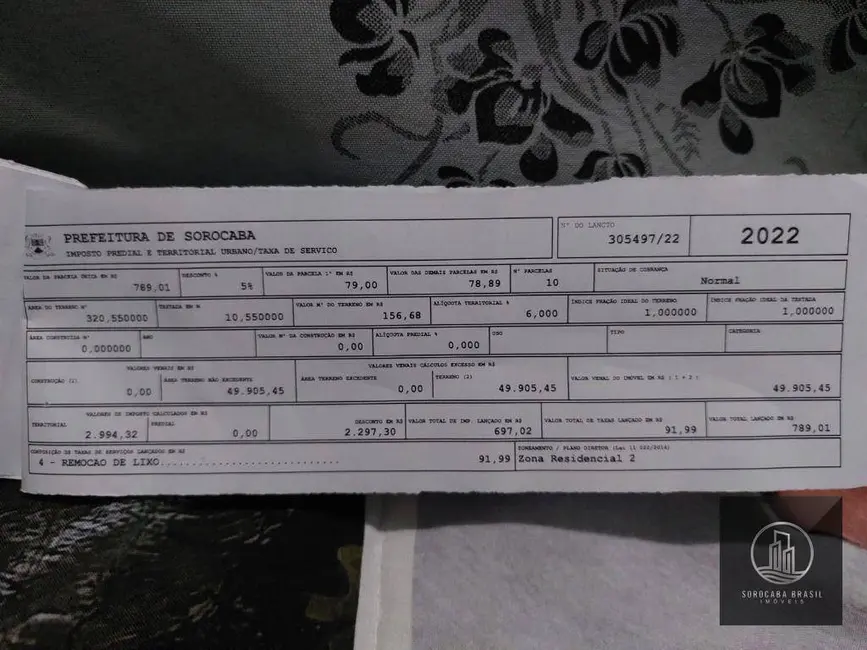 PREFEITURA DE SOROCABA
IMPOSTO PREDIAL E TERRITORIAL URBANO/TAXA DE SERVICO
Nº DO LANCTO
305497/22
2022
VALOR DA PARCELA ÚNICA EM R$ DESCONTO % VALOR DA PARCELA 1ª EM R$ VALOR DAS DEMAIS PARCELAS EM R$ Nº PARCELAS SITUAÇÃO DE COBRANÇA
789,01 5% 79,00 78,89 10 Normal
ÁREA DO TERRENO M² TESTADA EM M VALOR M² DO TERRENO EM R$ ALÍQUOTA TERRITORIAL % ÍNDICE FRAÇÃO IDEAL DO TERRENO ÍNDICE FRAÇÃO IDEAL DA TESTADA
320,550000 10,550000 156,68 6,000 1,000000 1,000000
ÁREA CONSTRUÍDA M² ANO VALOR M² DA CONSTRUÇÃO EM R$ ALÍQUOTA PREDIAL % USO TIPO CATEGORIA
0,000000 0,00 0,000
VALORES VENAIS EM R$ VALORES VENAIS CÁLCULOS EXCESSO EM R$
CONSTRUÇÃO (2) ÁREA TERRENO NÃO EXCEDENTE ÁREA TERRENO EXCEDENTE TERRENO (2) VALOR VENAL DO IMÓVEL EM R$ ( 1 + 2 )
0,00 49.905,45 0,00 49.905,45 49.905,45
VALORES DE IMPOSTO CALCULADOS EM R$
TERRITORIAL PREDIAL DESCONTO EM R$ VALOR TOTAL DE IMP. LANÇADO EM R$ VALOR TOTAL DE TAXAS LANÇADO EM R$ VALOR TOTAL LANÇADO EM R$
2.994,32 0,00 2.297,30 697,02 91,99 789,01
COMPOSIÇÃO DE TAXAS DE SERVIÇOS LANÇADOS EM R$ ZONEAMENTO / PLANO DIRETOR (Lei 11 022/2014)
4 - REMOCAO DE LIXO.............................. 91,99 Zona Residencial 2
SOROCABA BRASIL
IMÓVEIS